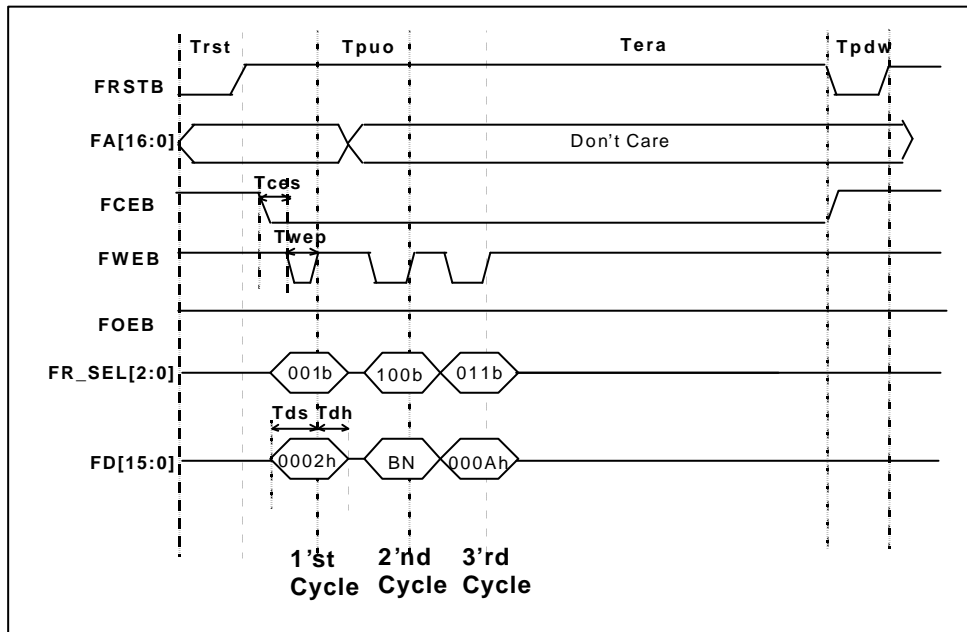 Trst Tpuo Tera Tpdw
FRSTB
FA[16:0] Don't Care
Tces
FCEB
Twep
FWEB
FOEB
FR_SEL[2:0] 001b 100b 011b
Tds Tdh
FD[15:0] 0002h BN 000Ah
1'st Cycle 2'nd Cycle 3'rd Cycle